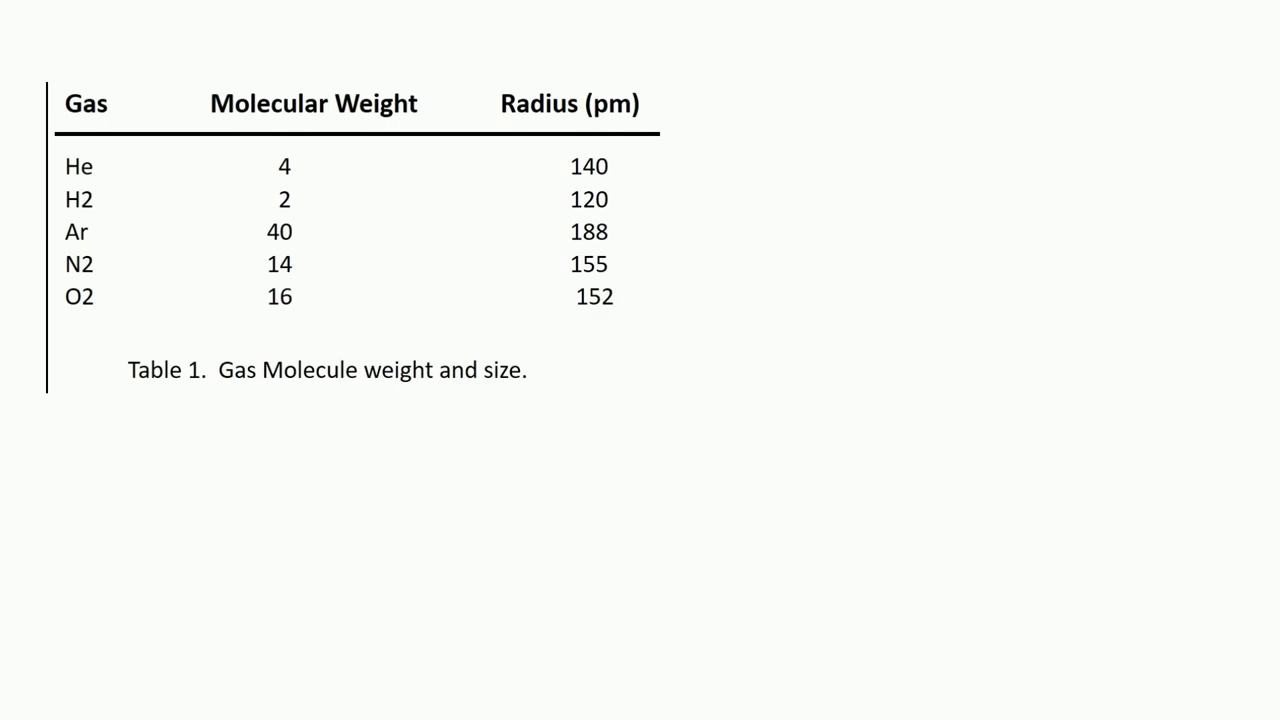 Gas Molecular Weight Radius (pm)
He 4 140
H2 2 120
Ar 40 188
N2 14 155
O2 16 152
Table 1. Gas Molecule weight and size.